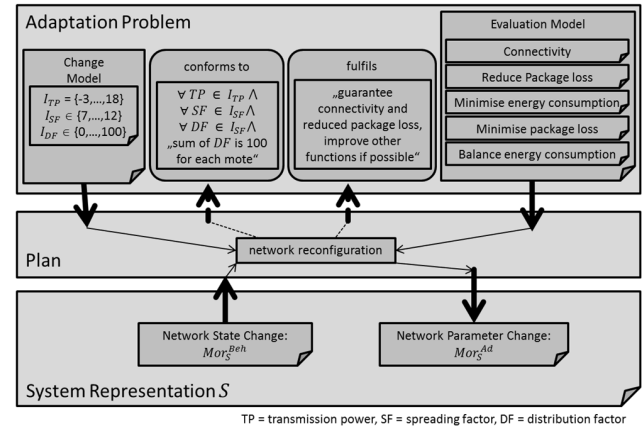 Adaptation Problem
Change
Model
I_TP = {-3,...,18}
I_SF ∈ {7,...,12}
I_DF ∈ {0,...,100}
conforms to
∀ TP ∈ I_TP ∧
∀ SF ∈ I_SF ∧
∀ DF ∈ I_SF ∧
„sum of DF is 100
for each mote“
fulfils
„guarantee
connectivity and
reduced package loss,
improve other
functions if possible“
Evaluation Model
Connectivity
Reduce Package loss
Minimise energy consumption
Minimise package loss
Balance energy consumption
network reconfiguration
Plan
Network State Change:
Mor_S^Beh
Network Parameter Change:
Mor_S^Ad
System Representation S
TP = transmission power, SF = spreading factor, DF = distribution factor